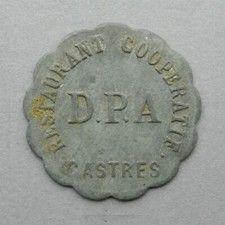 RESTAURANT COOPERATIF.
D.P.A
CASTRES